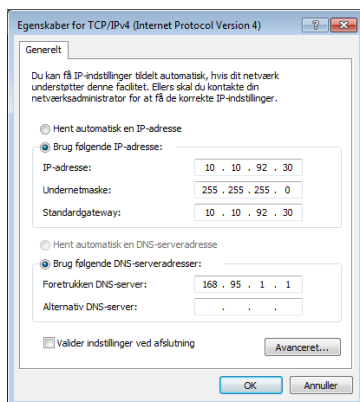 Egenskaber for TCP/IPv4 (Internet Protocol Version 4)
Generelt
Du kan få IP-indstillinger tildelt automatisk, hvis dit netværk
understøtter denne facilitet. Ellers skal du kontakte din
netværksadministrator for at få de korrekte IP-indstillinger.
Hent automatisk en IP-adresse
Brug følgende IP-adresse:
IP-adresse: 10 . 10 . 92 . 30
Undernetmaske: 255 . 255 . 255 . 0
Standardgateway: 10 . 10 . 92 . 30
Hent automatisk en DNS-serveradresse
Brug følgende DNS-serveradresser:
Foretrukken DNS-server: 168 . 95 . 1 . 1
Alternativ DNS-server: . . .
Valider indstillinger ved afslutning
Avanceret...
OK Annuller